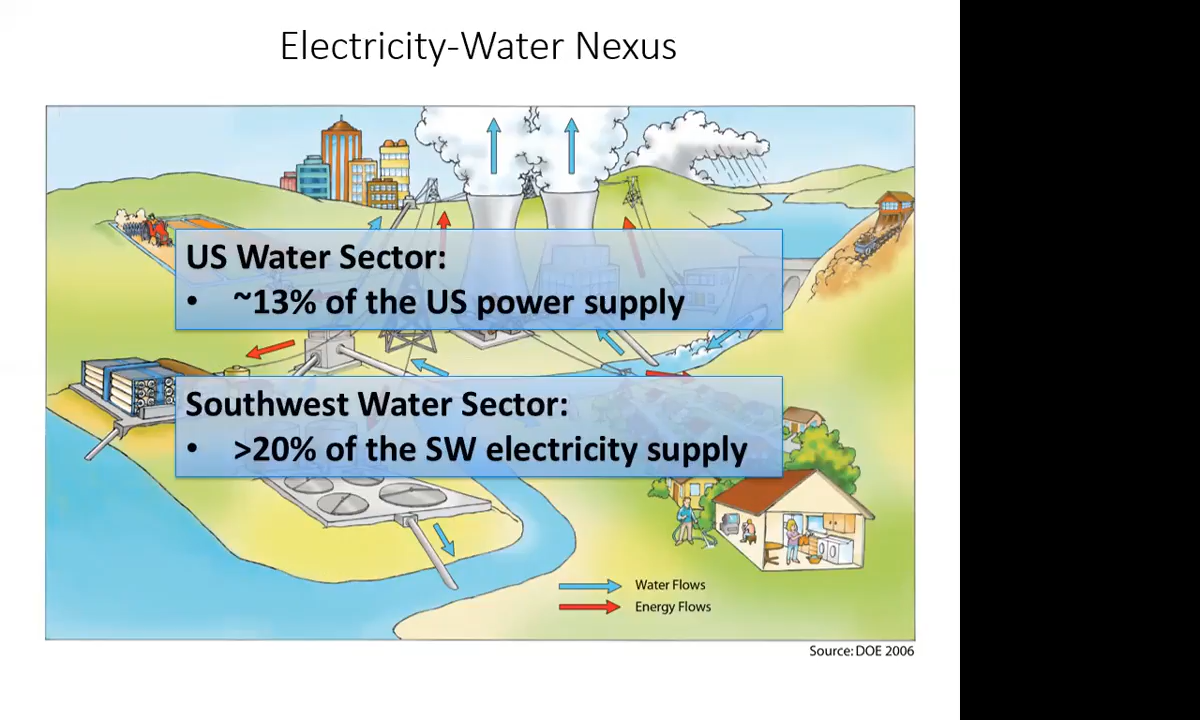 Electricity-Water Nexus
US Water Sector:
• ~13% of the US power supply
Southwest Water Sector:
• >20% of the SW electricity supply
Water Flows
Energy Flows
Source: DOE 2006